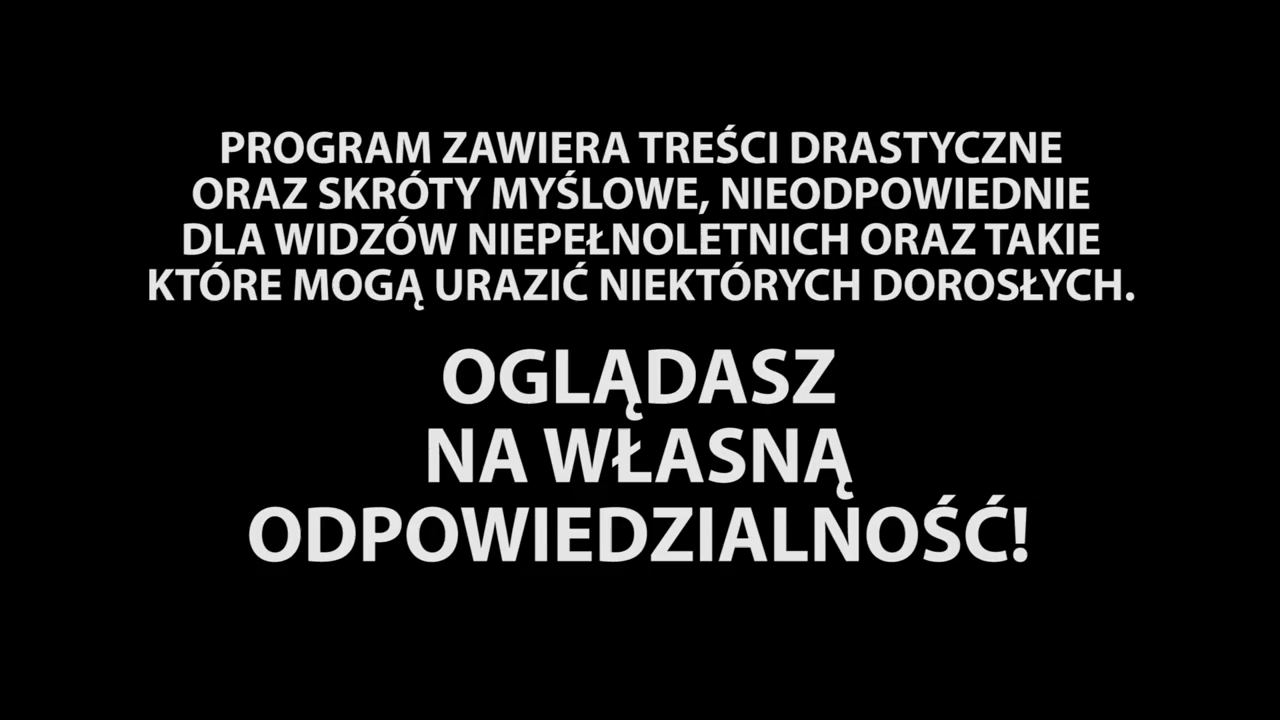 PROGRAM ZAWIERA TREŚCI DRASTYCZNE
ORAZ SKRÓTY MYŚLOWE, NIEODPOWIEDNIE
DLA WIDZÓW NIEPEŁNOLETNICH ORAZ TAKIE
KTÓRE MOGĄ URAZIĆ NIEKTÓRYCH DOROSŁYCH.
OGLĄDASZ
NA WŁASNĄ
ODPOWIEDZIALNOŚĆ!